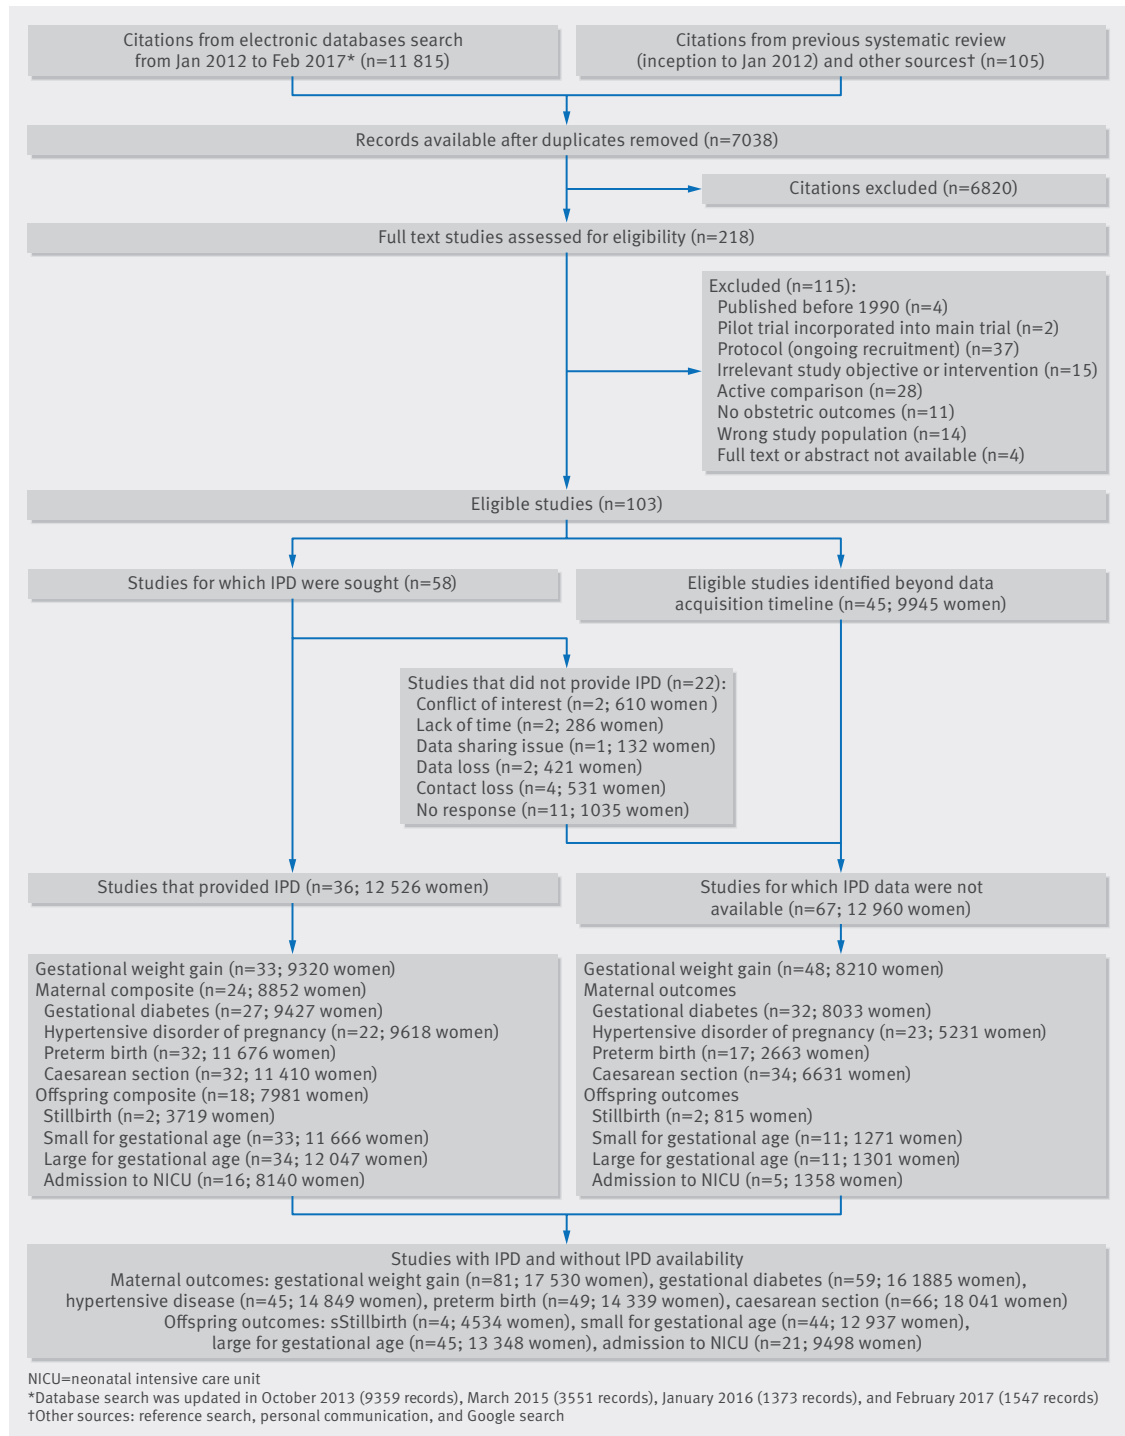 Citations from electronic databases search
from Jan 2012 to Feb 2017* (n=11 815)
Citations from previous systematic review
(inception to Jan 2012) and other sources† (n=105)
Records available after duplicates removed (n=7038)
Citations excluded (n=6820)
Full text studies assessed for eligibility (n=218)
Excluded (n=115):
Published before 1990 (n=4)
Pilot trial incorporated into main trial (n=2)
Protocol (ongoing recruitment) (n=37)
Irrelevant study objective or intervention (n=15)
Active comparison (n=28)
No obstetric outcomes (n=11)
Wrong study population (n=14)
Full text or abstract not available (n=4)
Eligible studies (n=103)
Studies for which IPD were sought (n=58)
Eligible studies identified beyond data
acquisition timeline (n=45; 9945 women)
Studies that did not provide IPD (n=22):
Conflict of interest (n=2; 610 women )
Lack of time (n=2; 286 women)
Data sharing issue (n=1; 132 women)
Data loss (n=2; 421 women)
Contact loss (n=4; 531 women)
No response (n=11; 1035 women)
Studies that provided IPD (n=36; 12 526 women)
Studies for which IPD data were not
available (n=67; 12 960 women)
Gestational weight gain (n=33; 9320 women)
Maternal composite (n=24; 8852 women)
Gestational diabetes (n=27; 9427 women)
Hypertensive disorder of pregnancy (n=22; 9618 women)
Preterm birth (n=32; 11 676 women)
Caesarean section (n=32; 11 410 women)
Offspring composite (n=18; 7981 women)
Stillbirth (n=2; 3719 women)
Small for gestational age (n=33; 11 666 women)
Large for gestational age (n=34; 12 047 women)
Admission to NICU (n=16; 8140 women)
Gestational weight gain (n=48; 8210 women)
Maternal outcomes
Gestational diabetes (n=32; 8033 women)
Hypertensive disorder of pregnancy (n=23; 5231 women)
Preterm birth (n=17; 2663 women)
Caesarean section (n=34; 6631 women)
Offspring outcomes
Stillbirth (n=2; 815 women)
Small for gestational age (n=11; 1271 women)
Large for gestational age (n=11; 1301 women)
Admission to NICU (n=5; 1358 women)
Studies with IPD and without IPD availability
Maternal outcomes: gestational weight gain (n=81; 17 530 women), gestational diabetes (n=59; 16 1885 women),
hypertensive disease (n=45; 14 849 women), preterm birth (n=49; 14 339 women), caesarean section (n=66; 18 041 women)
Offspring outcomes: sStillbirth (n=4; 4534 women), small for gestational age (n=44; 12 937 women),
large for gestational age (n=45; 13 348 women), admission to NICU (n=21; 9498 women)
NICU=neonatal intensive care unit
*Database search was updated in October 2013 (9359 records), March 2015 (3551 records), January 2016 (1373 records), and February 2017 (1547 records)
†Other sources: reference search, personal communication, and Google search